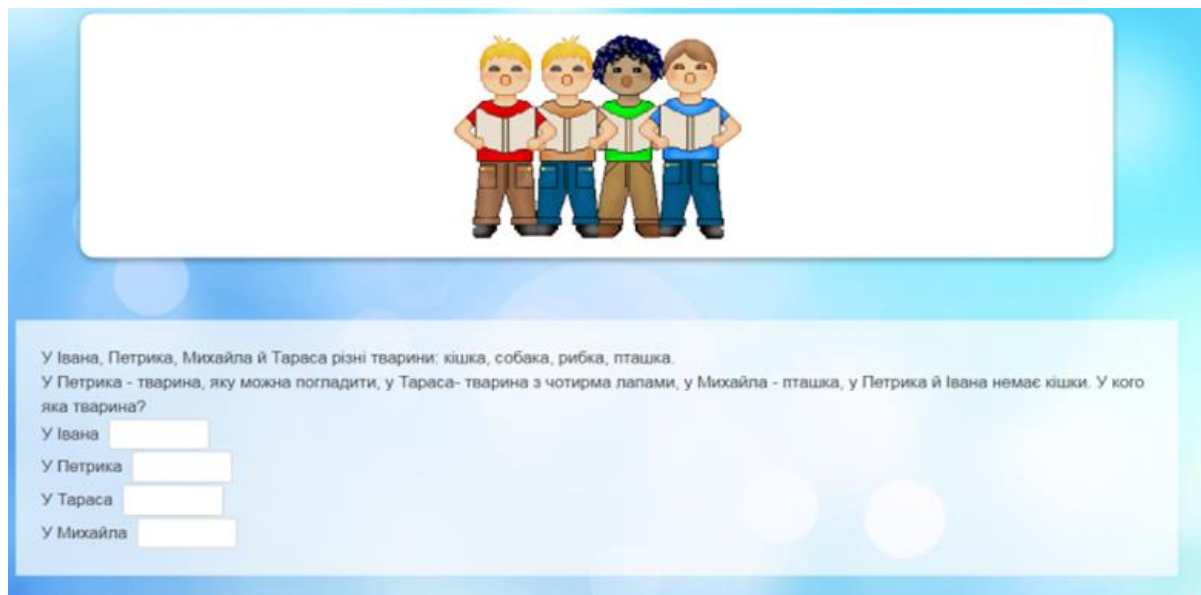 У Івана, Петрика, Михайла й Тараса різні тварини: кішка, собака, рибка, пташка.
У Петрика - тварина, яку можна погладити, у Тараса- тварина з чотирма лапами, у Михайла - пташка, у Петрика й Івана немає кішки. У кого
яка тварина?
У Івана
У Петрика
У Тараса
У Михайла